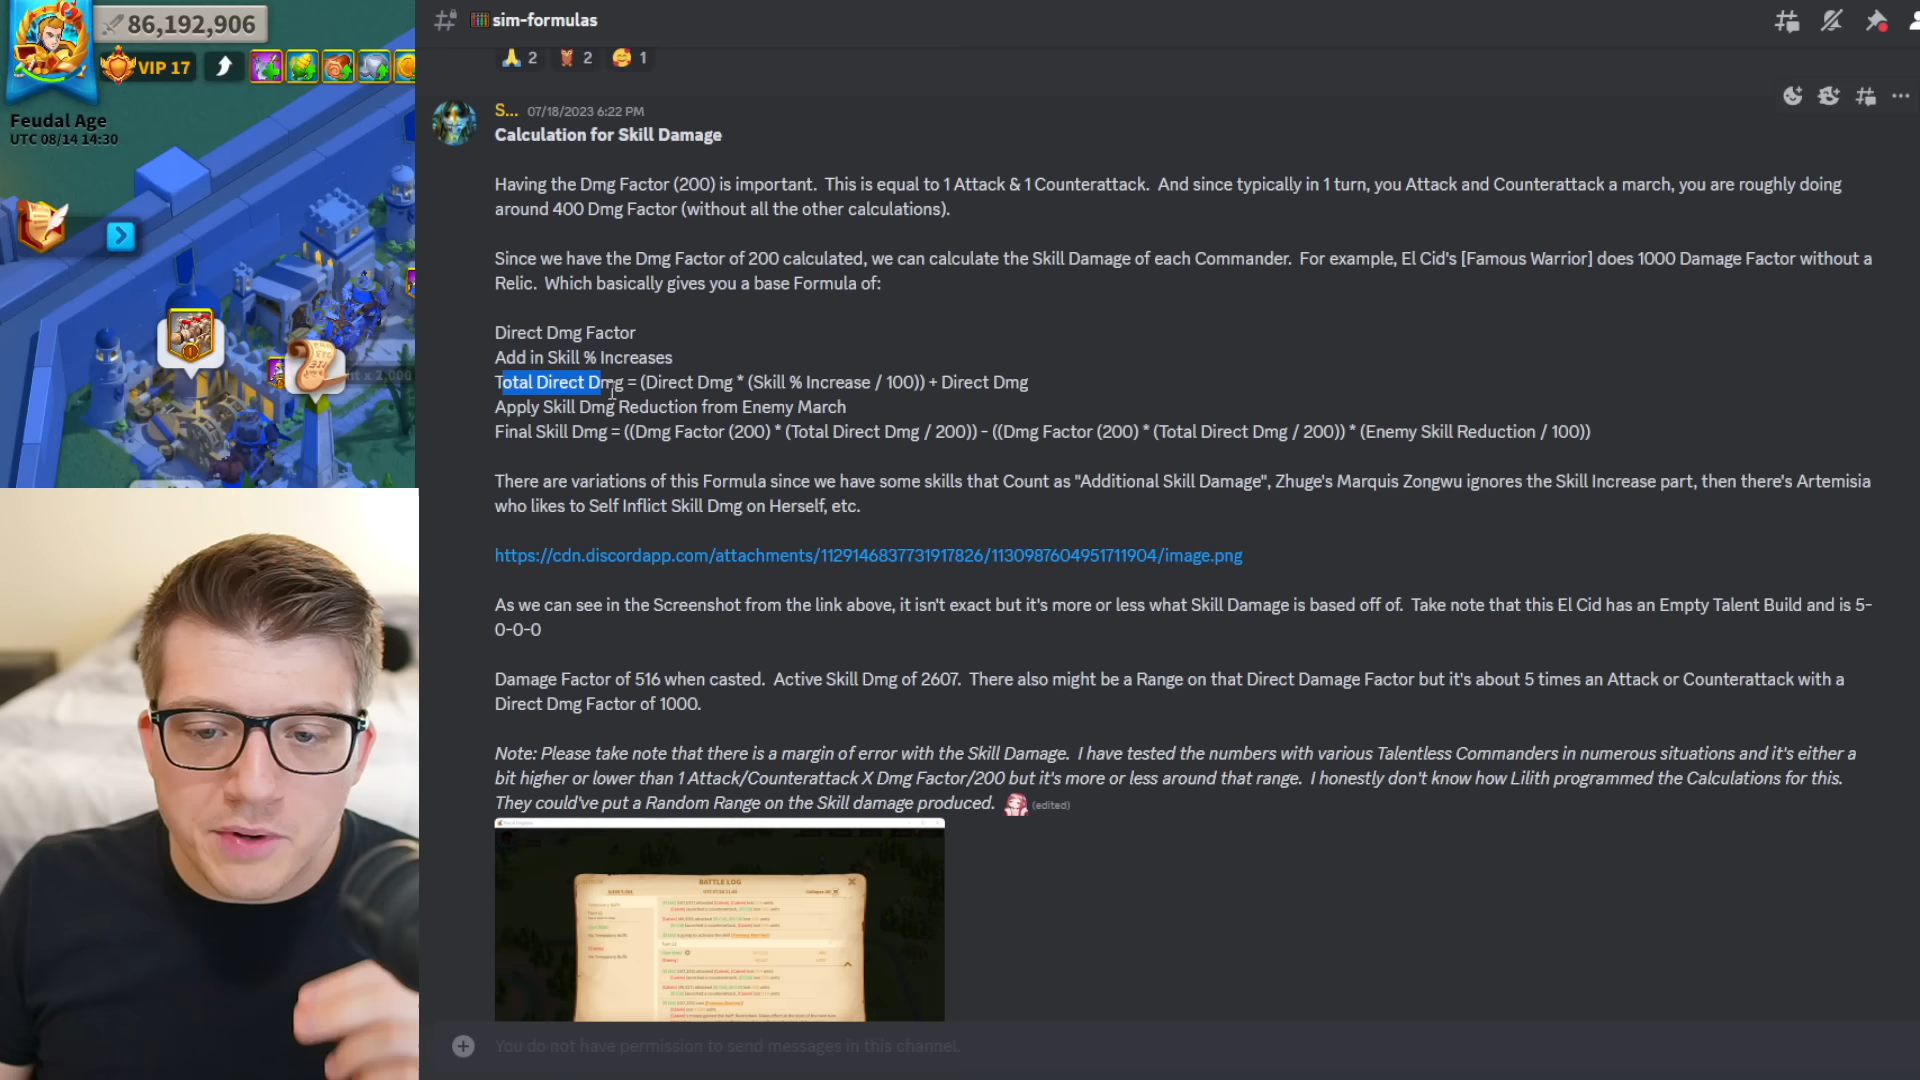 86,192,906
VIP 17
Feudal Age
UTC 08/14 14:30
sim-formulas
2 2 1
S... 07/18/2023 6:22 PM
Calculation for Skill Damage
Having the Dmg Factor (200) is important. This is equal to 1 Attack & 1 Counterattack. And since typically in 1 turn, you Attack and Counterattack a march, you are roughly doing
around 400 Dmg Factor (without all the other calculations).
Since we have the Dmg Factor of 200 calculated, we can calculate the Skill Damage of each Commander. For example, El Cid's [Famous Warrior] does 1000 Damage Factor without a
Relic. Which basically gives you a base Formula of:
Direct Dmg Factor
Add in Skill % Increases
Total Direct Dmg = (Direct Dmg * (Skill % Increase / 100)) + Direct Dmg
Apply Skill Dmg Reduction from Enemy March
Final Skill Dmg = ((Dmg Factor (200) * (Total Direct Dmg / 200)) - ((Dmg Factor (200) * (Total Direct Dmg / 200)) * (Enemy Skill Reduction / 100))
There are variations of this Formula since we have some skills that Count as "Additional Skill Damage", Zhuge's Marquis Zongwu ignores the Skill Increase part, then there's Artemisia
who likes to Self Inflict Skill Dmg on Herself, etc.
https://cdn.discordapp.com/attachments/1129146837731917826/1130987604951711904/image.png
As we can see in the Screenshot from the link above, it isn't exact but it's more or less what Skill Damage is based off of. Take note that this El Cid has an Empty Talent Build and is 5-
0-0-0
Damage Factor of 516 when casted. Active Skill Dmg of 2607. There also might be a Range on that Direct Damage Factor but it's about 5 times an Attack or Counterattack with a
Direct Dmg Factor of 1000.
Note: Please take note that there is a margin of error with the Skill Damage. I have tested the numbers with various Talentless Commanders in numerous situations and it's either a
bit higher or lower than 1 Attack/Counterattack X Dmg Factor/200 but it's more or less around that range. I honestly don't know how Lilith programmed the Calculations for this.
They could've put a Random Range on the Skill damage produced. (edited)
BATTLE LOG
You do not have permission to send messages in this channel.